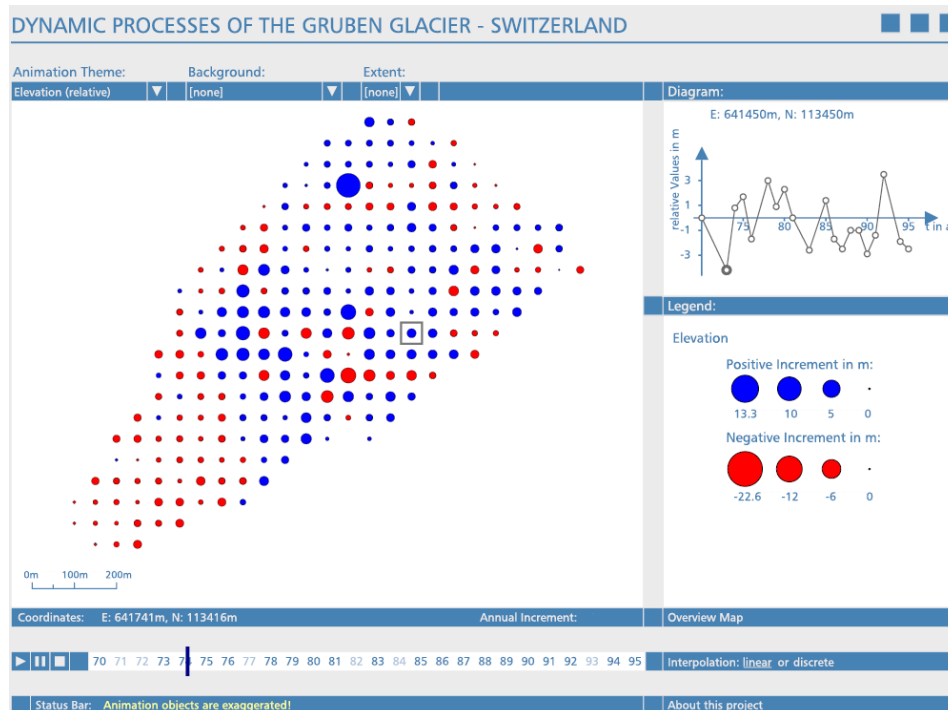 DYNAMIC PROCESSES OF THE GRUBEN GLACIER - SWITZERLAND
Animation Theme: Background: Extent:
Elevation (relative) [none] [none]
Diagram:
E: 641450m, N: 113450m
relative Values in m
3
1
-1
-3
75 80 85 90 95 t in a
Legend:
Elevation
Positive Increment in m:
13.3 10 5 0
Negative Increment in m:
-22.6 -12 -6 0
0m 100m 200m
Coordinates: E: 641741m, N: 113416m Annual Increment:
Overview Map
70 71 72 73 74 75 76 77 78 79 80 81 82 83 84 85 86 87 88 89 90 91 92 93 94 95
Interpolation: linear or discrete
Status Bar: Animation objects are exaggerated!
About this project